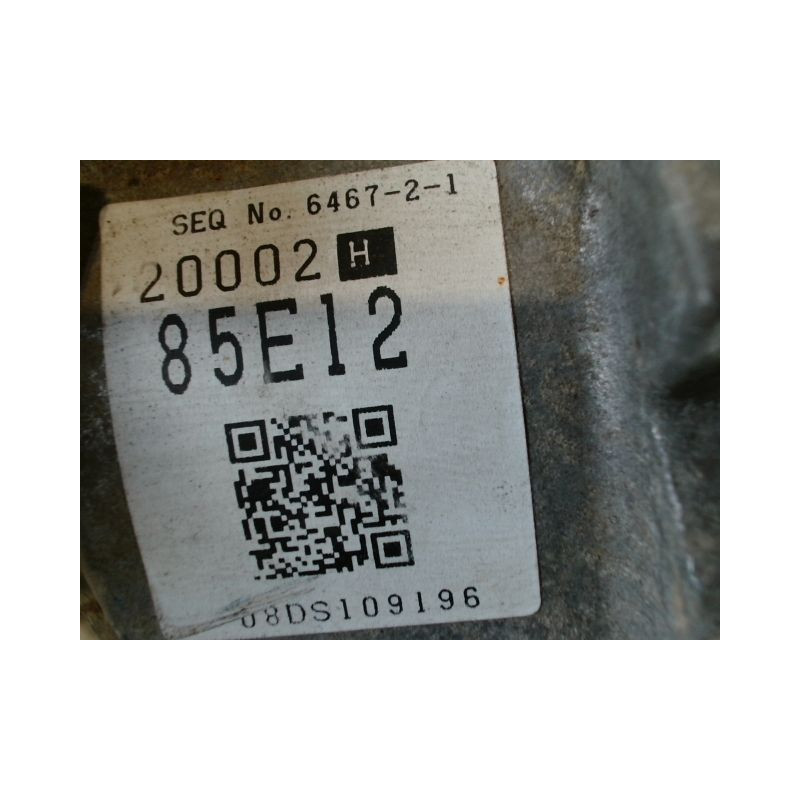 SEQ No. 6467-2-1
20002 H
85E12
08DS109196